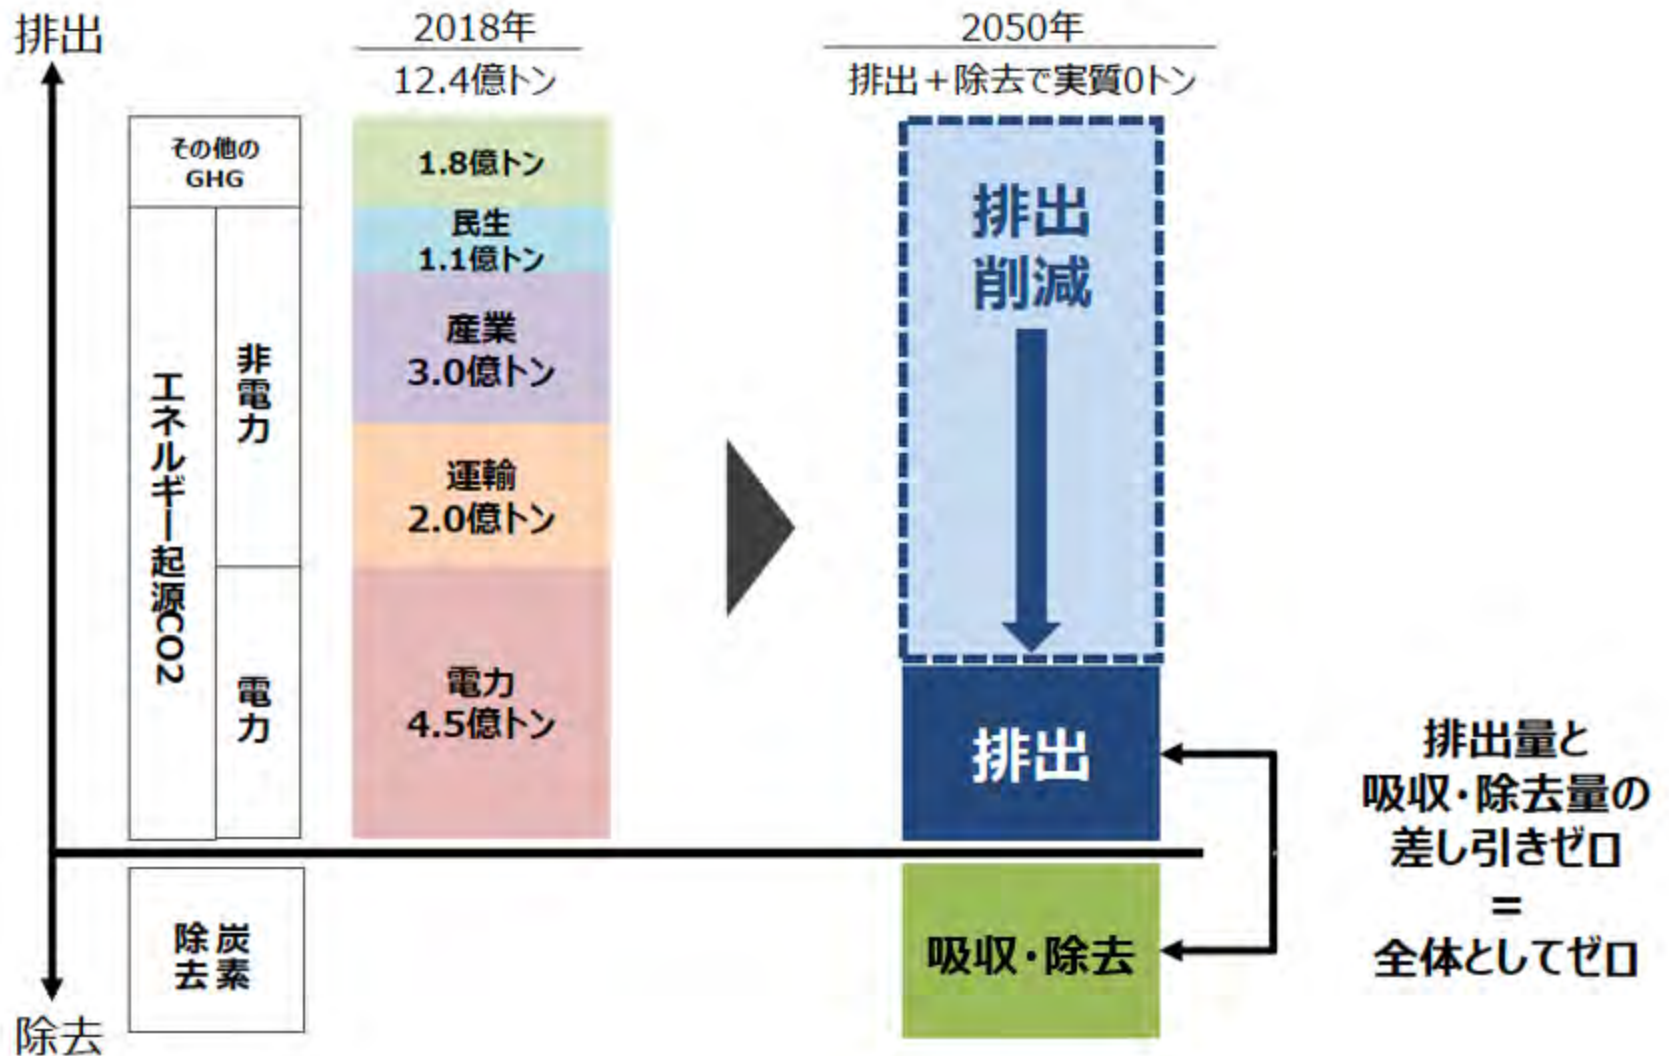 排出
2018年
12.4億トン
2050年
排出+除去で実質0トン
その他の
GHG
エネルギー起源CO2
非電力
電力
1.8億トン
民生
1.1億トン
産業
3.0億トン
運輸
2.0億トン
電力
4.5億トン
排出
削減
排出
排出量と
吸収・除去量の
差し引きゼロ
=
全体としてゼロ
炭素
除去
吸収・除去
除去